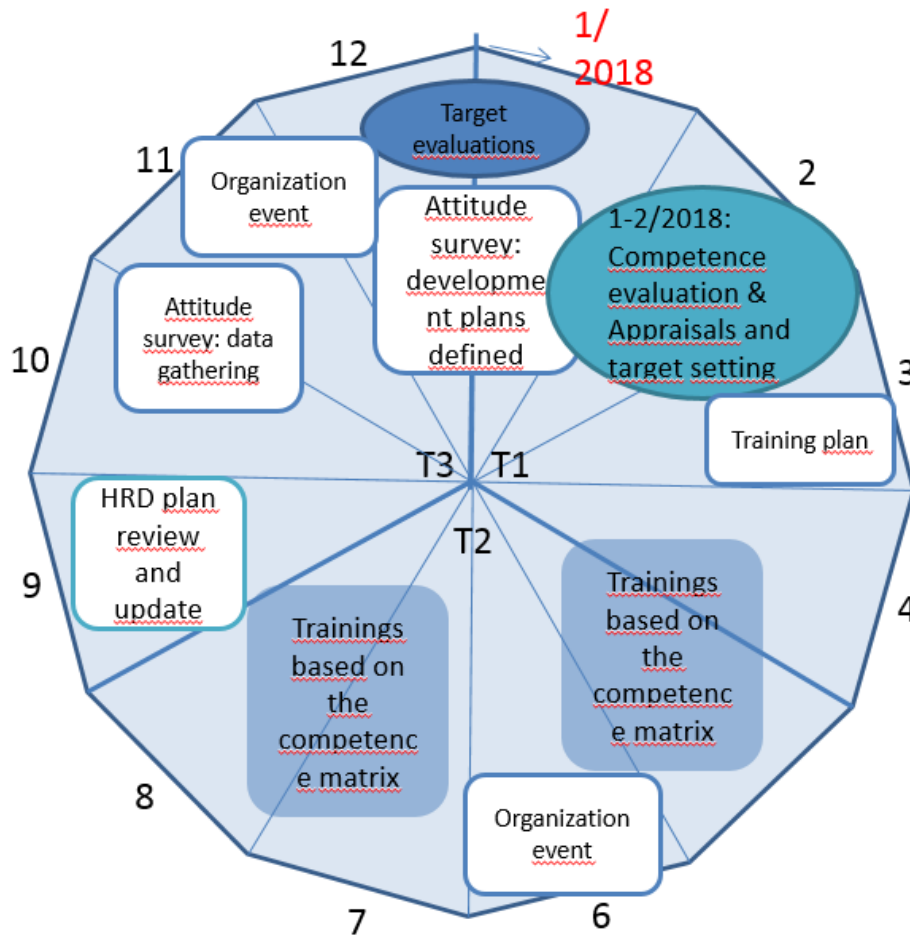 1/
2018
12
Target
evaluations
11
Organization
event
2
Attitude
survey:
developme
nt plans
defined
1-2/2018:
Competence
evaluation &
Appraisals and
target setting
Attitude
survey: data
gathering
10
3
Training plan
T3
T1
T2
HRD plan
review
and
update
9
4
Trainings
based on
the
competenc
e matrix
Trainings
based on
the
competenc
e matrix
8
Organization
event
7
6